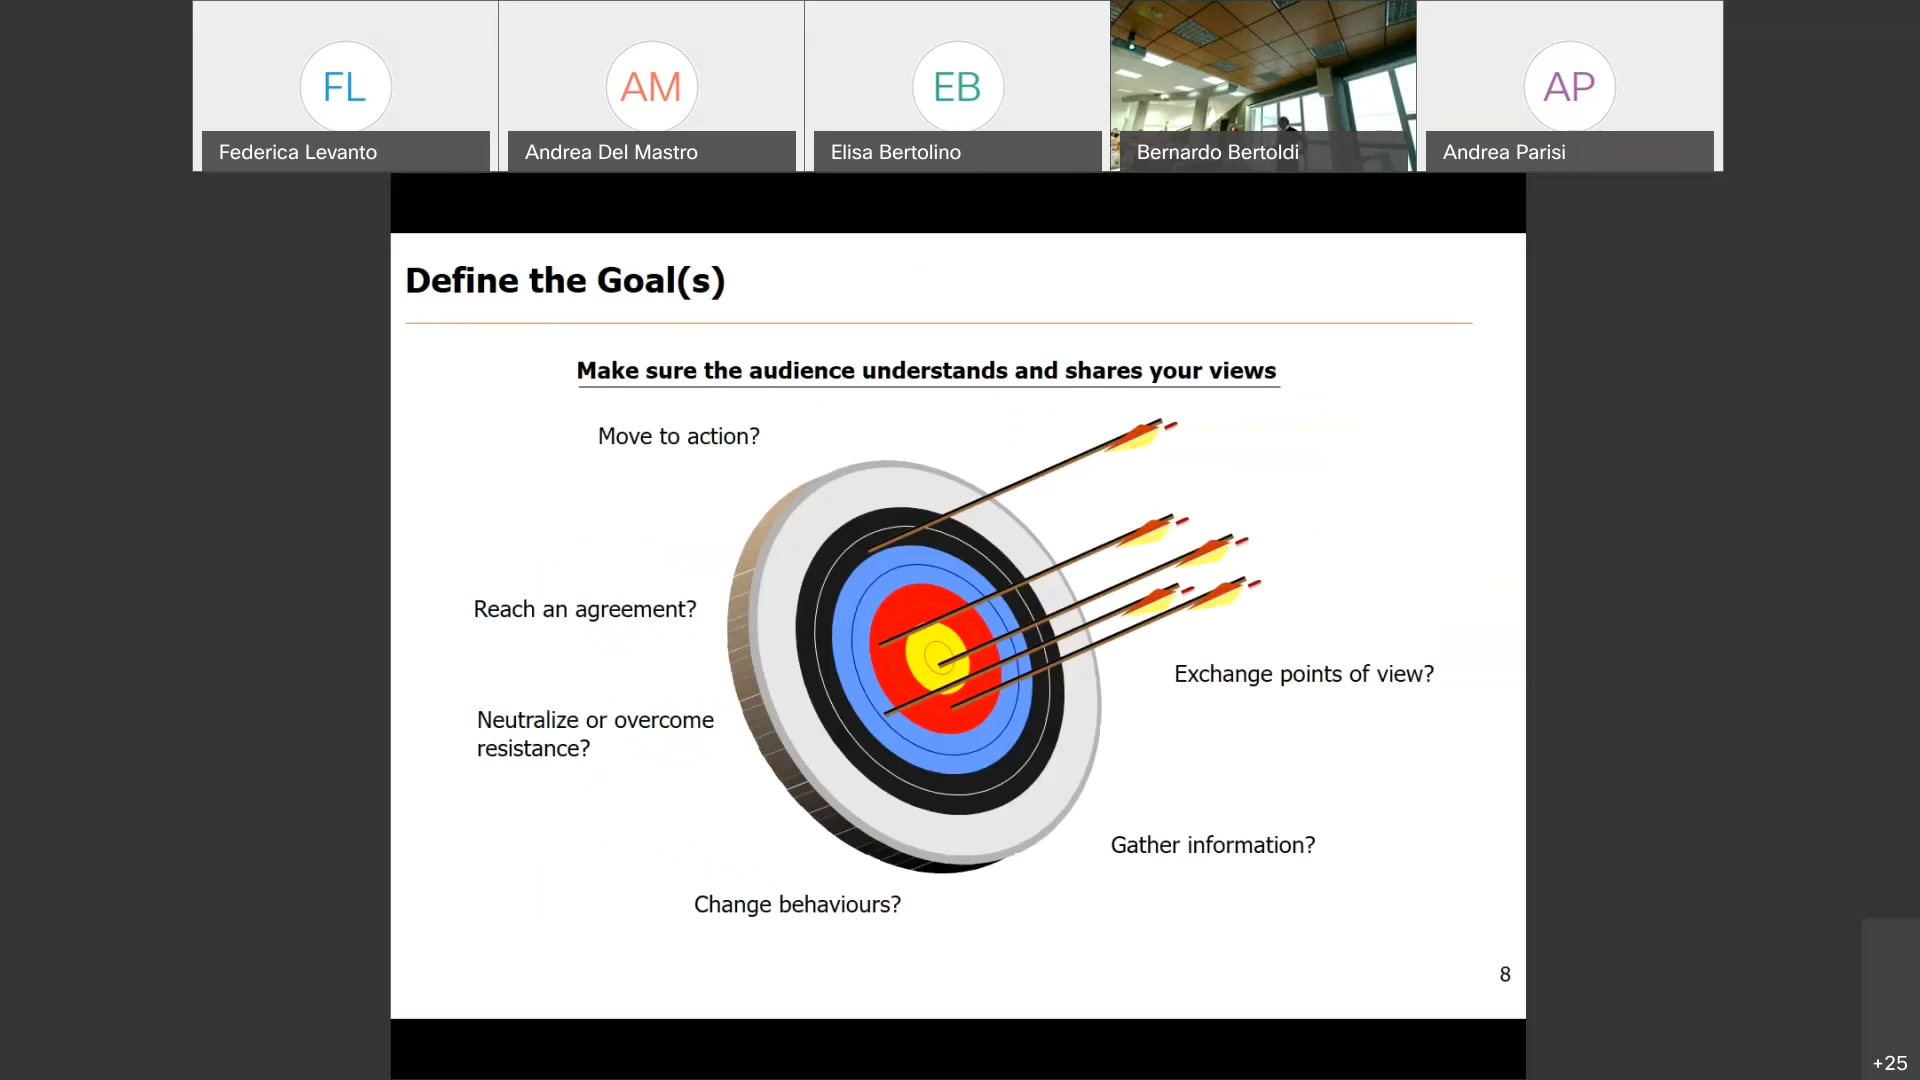 FL
AM
EB
AP
Federica Levanto
Andrea Del Mastro
Elisa Bertolino
Bernardo Bertoldi
Andrea Parisi
Define the Goal(s)
Make sure the audience understands and shares your views
Move to action?
Reach an agreement?
Exchange points of view?
Neutralize or overcome
resistance?
Gather information?
Change behaviours?
8
+25